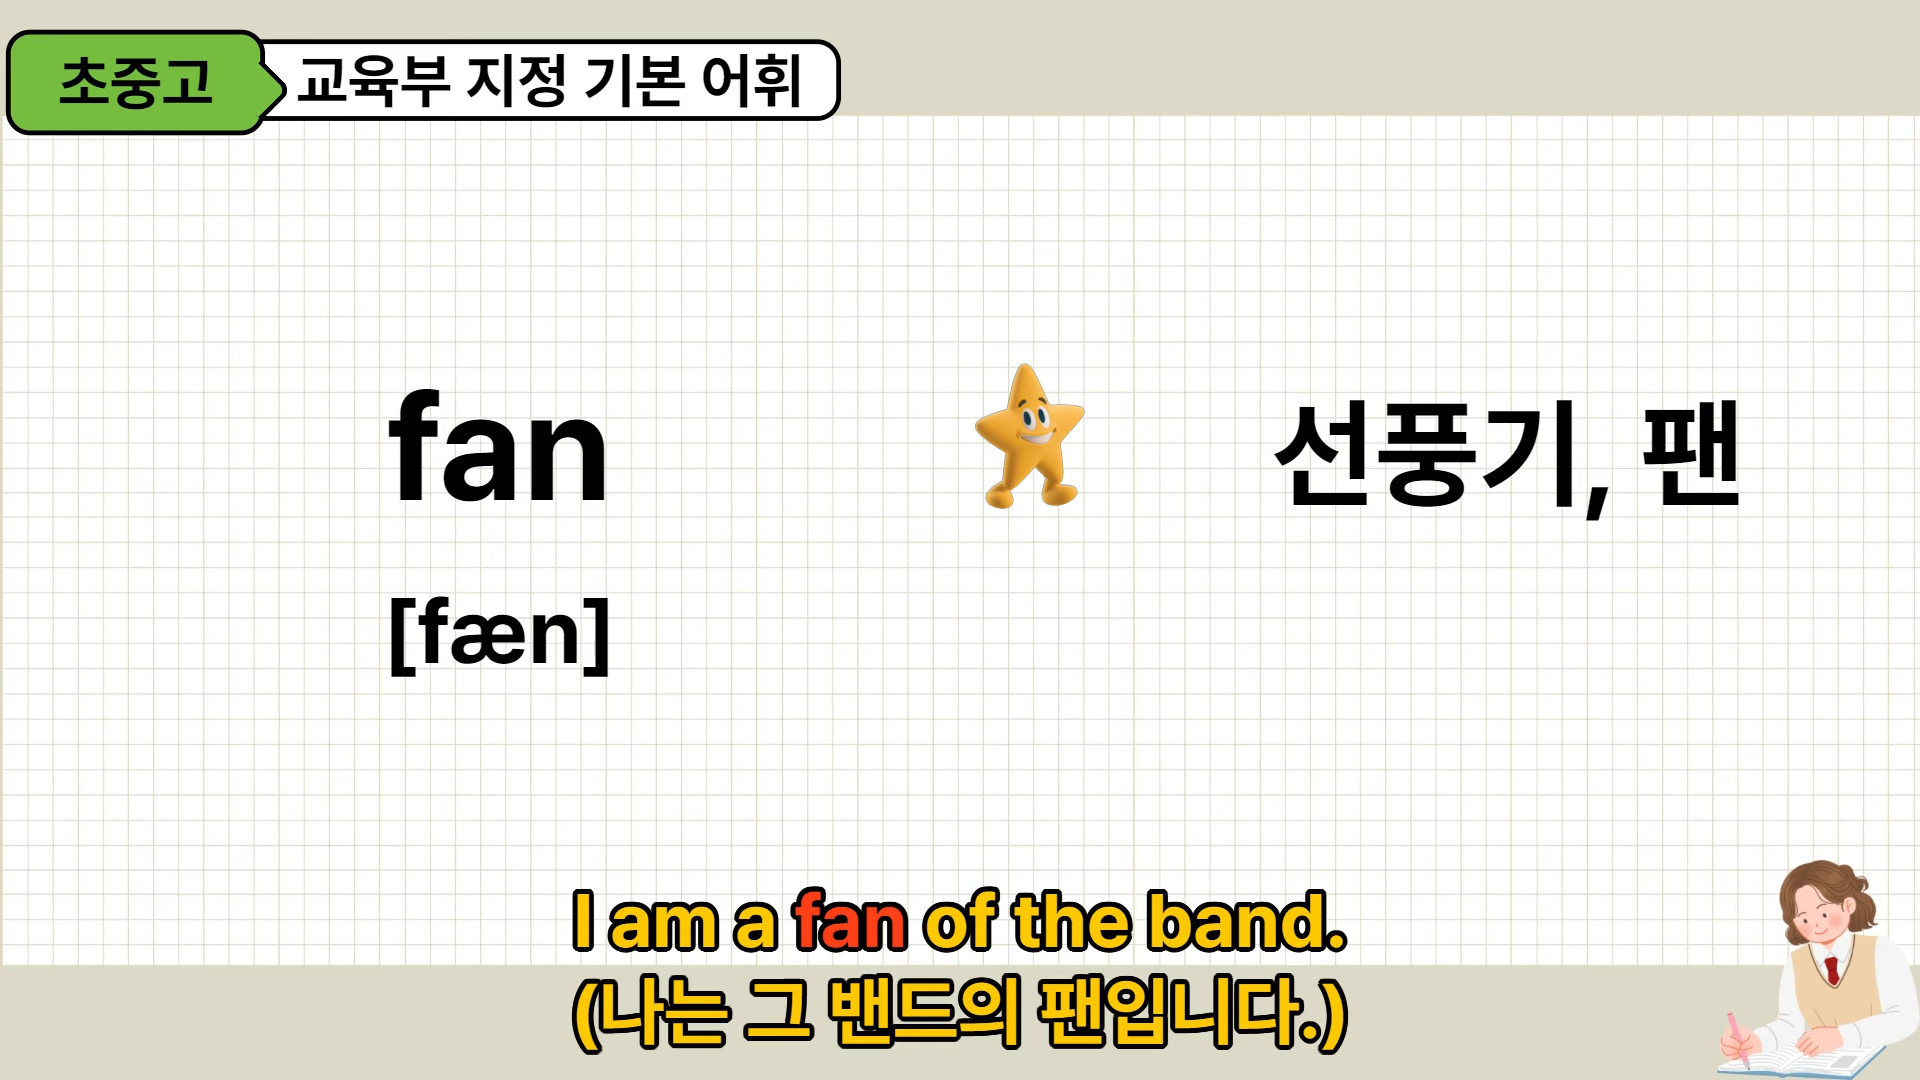 초중고
교육부 지정 기본 어휘
fan
선풍기, 팬
[fæn]
I am a fan of the band.
(나는 그 밴드의 팬입니다.)